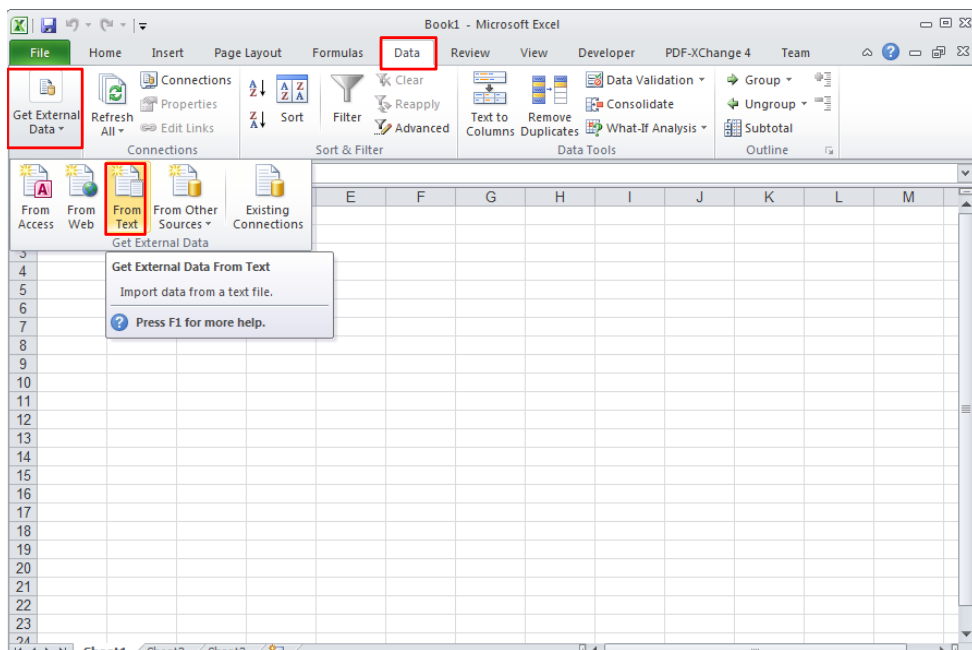 Book1 - Microsoft Excel
File Home Insert Page Layout Formulas Data Review View Developer PDF-XChange 4 Team
Get External Data
Refresh All
Connections
Properties
Edit Links
Connections
Sort
Filter
Clear
Reapply
Advanced
Sort & Filter
Text to Columns
Remove Duplicates
Data Validation
Consolidate
What-If Analysis
Data Tools
Group
Ungroup
Subtotal
Outline
From Access
From Web
From Text
From Other Sources
Existing Connections
Get External Data
E F G H I J K L M
Get External Data From Text
Import data from a text file.
Press F1 for more help.
3
4
5
6
7
8
9
10
11
12
13
14
15
16
17
18
19
20
21
22
23
24
Sheet1 Sheet2 Sheet3